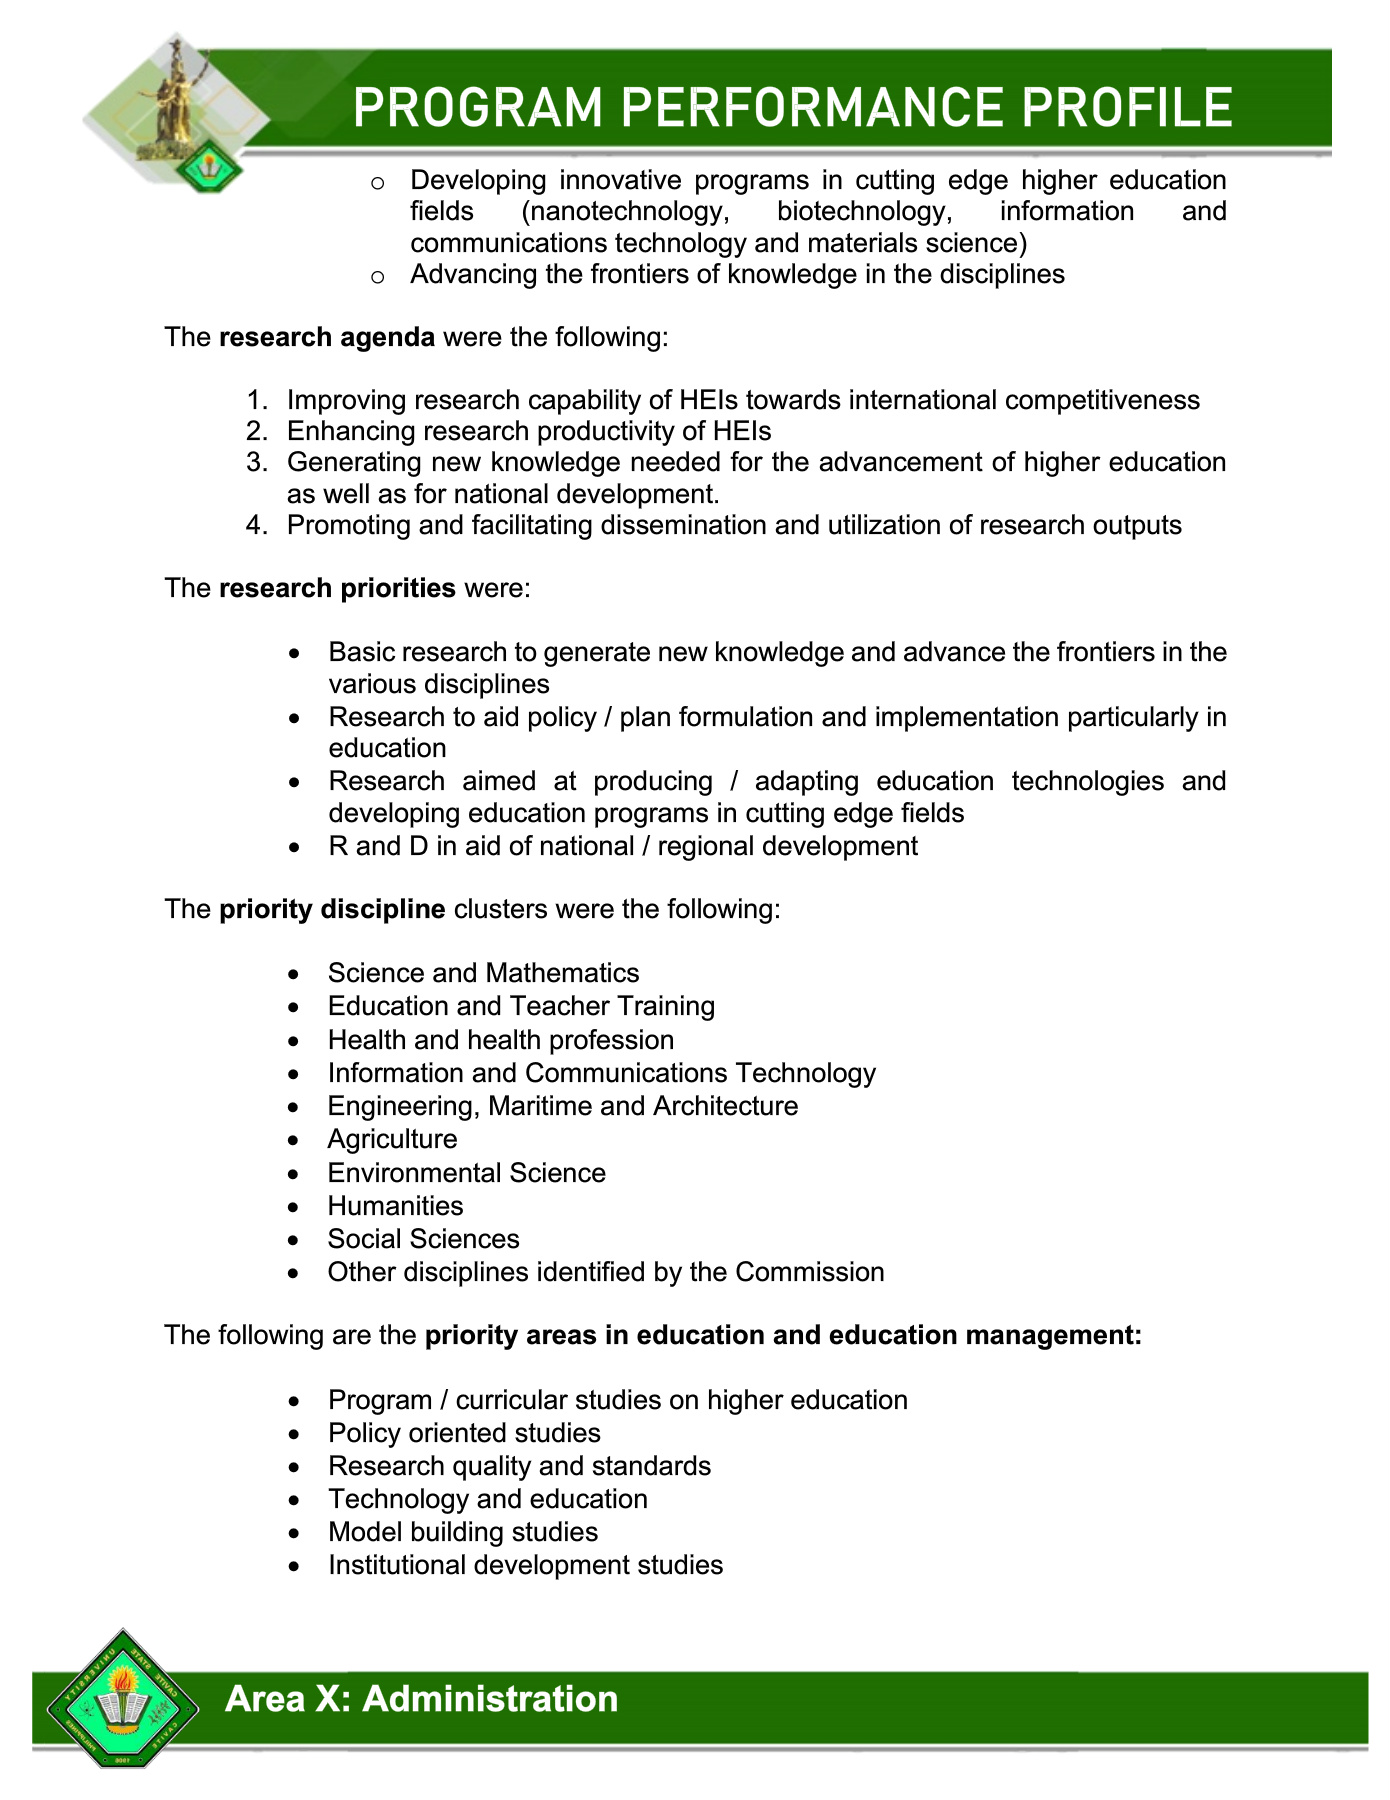 PROGRAM PERFORMANCE PROFILE
o Developing innovative programs in cutting edge higher education
fields (nanotechnology, biotechnology, information and
communications technology and materials science)
o Advancing the frontiers of knowledge in the disciplines
The research agenda were the following:
1. Improving research capability of HEIs towards international competitiveness
2. Enhancing research productivity of HEIs
3. Generating new knowledge needed for the advancement of higher education
as well as for national development.
4. Promoting and facilitating dissemination and utilization of research outputs
The research priorities were:
• Basic research to generate new knowledge and advance the frontiers in the
various disciplines
• Research to aid policy / plan formulation and implementation particularly in
education
• Research aimed at producing / adapting education technologies and
developing education programs in cutting edge fields
• R and D in aid of national / regional development
The priority discipline clusters were the following:
• Science and Mathematics
• Education and Teacher Training
• Health and health profession
• Information and Communications Technology
• Engineering, Maritime and Architecture
• Agriculture
• Environmental Science
• Humanities
• Social Sciences
• Other disciplines identified by the Commission
The following are the priority areas in education and education management:
• Program / curricular studies on higher education
• Policy oriented studies
• Research quality and standards
• Technology and education
• Model building studies
• Institutional development studies
CAVITE STATE UNIVERSITY
CAVITE
PHILIPPINES
1906
Area X: Administration